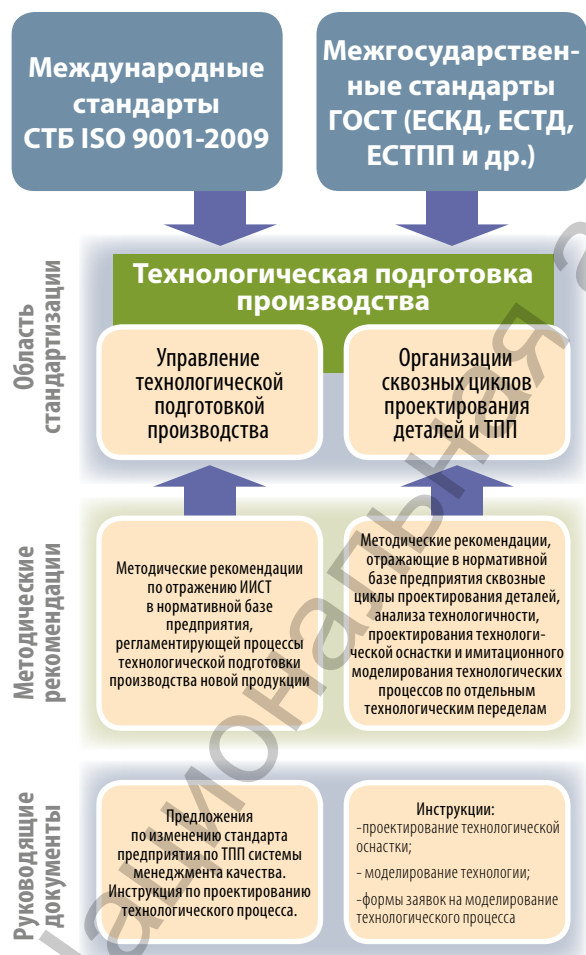 Международные
стандарты
СТБ ISO 9001-2009
Межгосударствен-
ные стандарты
ГОСТ (ЕСКД, ЕСТД,
ЕСТПП и др.)
Область
стандартизации
Технологическая подготовка
производства
Управление
технологической
подготовкой
производства
Организации
сквозных циклов
проектирования
деталей и ТПП
Методические
рекомендации
Методические рекомендации
по отражению ИИСТ
в нормативной базе
предприятия,
регламентирующей процессы
технологической подготовки
производства новой продукции
Методические рекомендации,
отражающие в нормативной
базе предприятия сквозные
циклы проектирования деталей,
анализа технологичности,
проектирования технологи-
ческой оснастки и имитационного
моделирования технологических
процессов по отдельным
технологическим переделам
Руководящие
документы
Предложения
по изменению стандарта
предприятия по ТПП системы
менеджмента качества.
Инструкция по проектированию
технологического процесса.
Инструкции:
-проектирование технологической
оснастки;
- моделирование технологии;
-формы заявок на моделирование
технологического процесса
Национальная